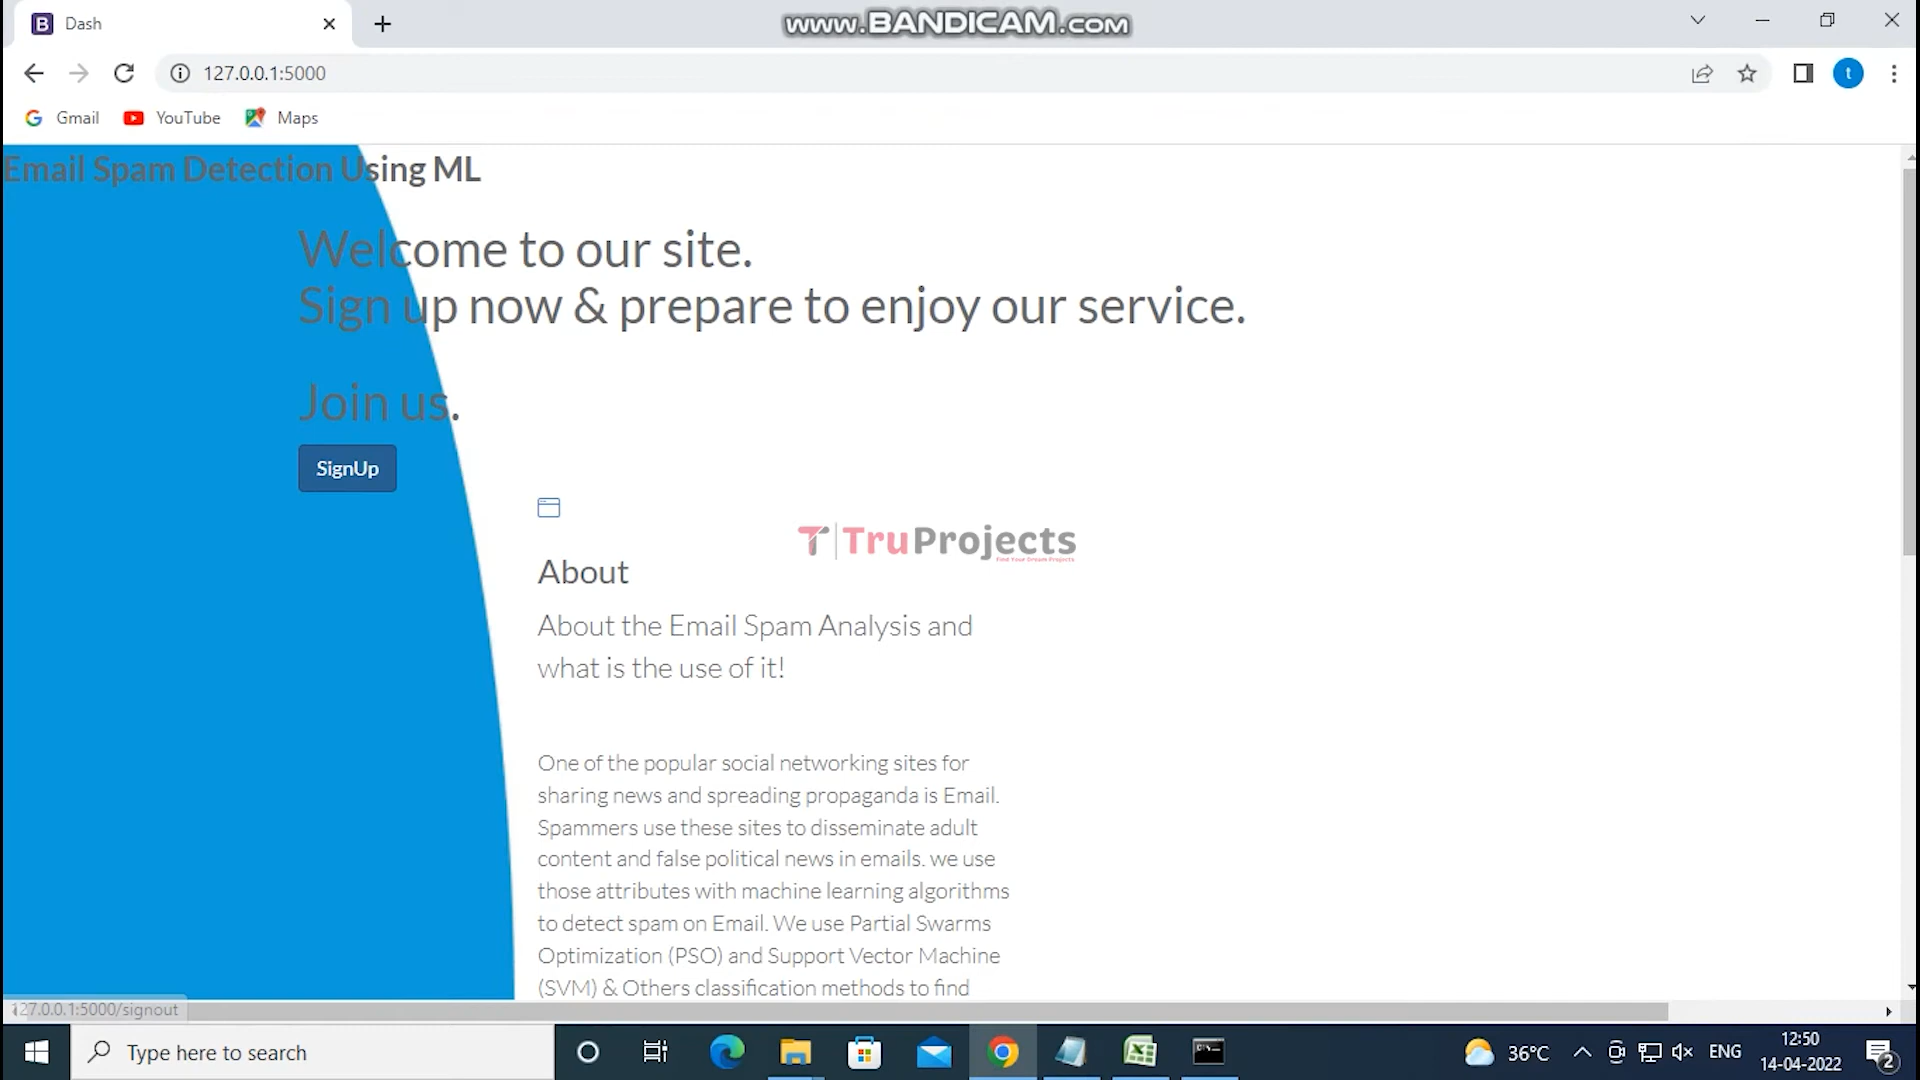 Dash
www.BANDICAM.com
127.0.0.1:5000
t
Gmail
YouTube
Maps
Email Spam Detection Using ML
Welcome to our site.
Sign up now & prepare to enjoy our service.
Join us.
SignUp
T TruProjects
Find Your Dream Projects
About
About the Email Spam Analysis and
what is the use of it!
One of the popular social networking sites for
sharing news and spreading propaganda is Email.
Spammers use these sites to disseminate adult
content and false political news in emails. we use
those attributes with machine learning algorithms
to detect spam on Email. We use Partial Swarms
Optimization (PSO) and Support Vector Machine
(SVM) & Others classification methods to find
127.0.0.1:5000/signout
Type here to search
36°C
ENG
12:50
14-04-2022
2